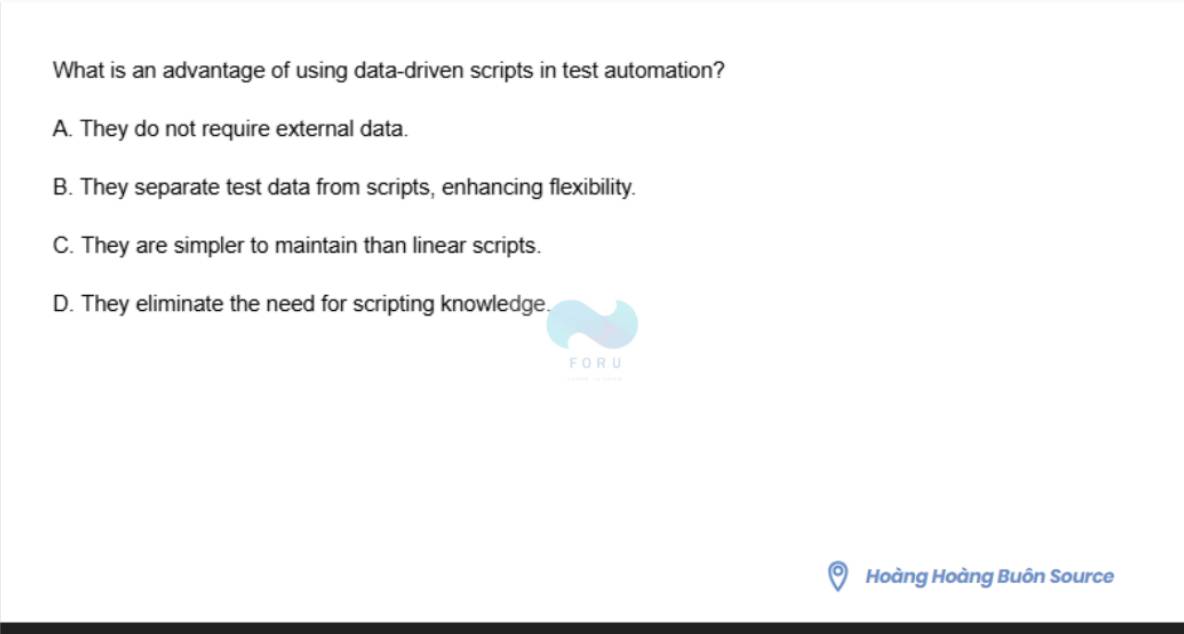 What is an advantage of using data-driven scripts in test automation?
A. They do not require external data.
B. They separate test data from scripts, enhancing flexibility.
C. They are simpler to maintain than linear scripts.
D. They eliminate the need for scripting knowledge.
FORU
Hoàng Hoàng Buôn Source